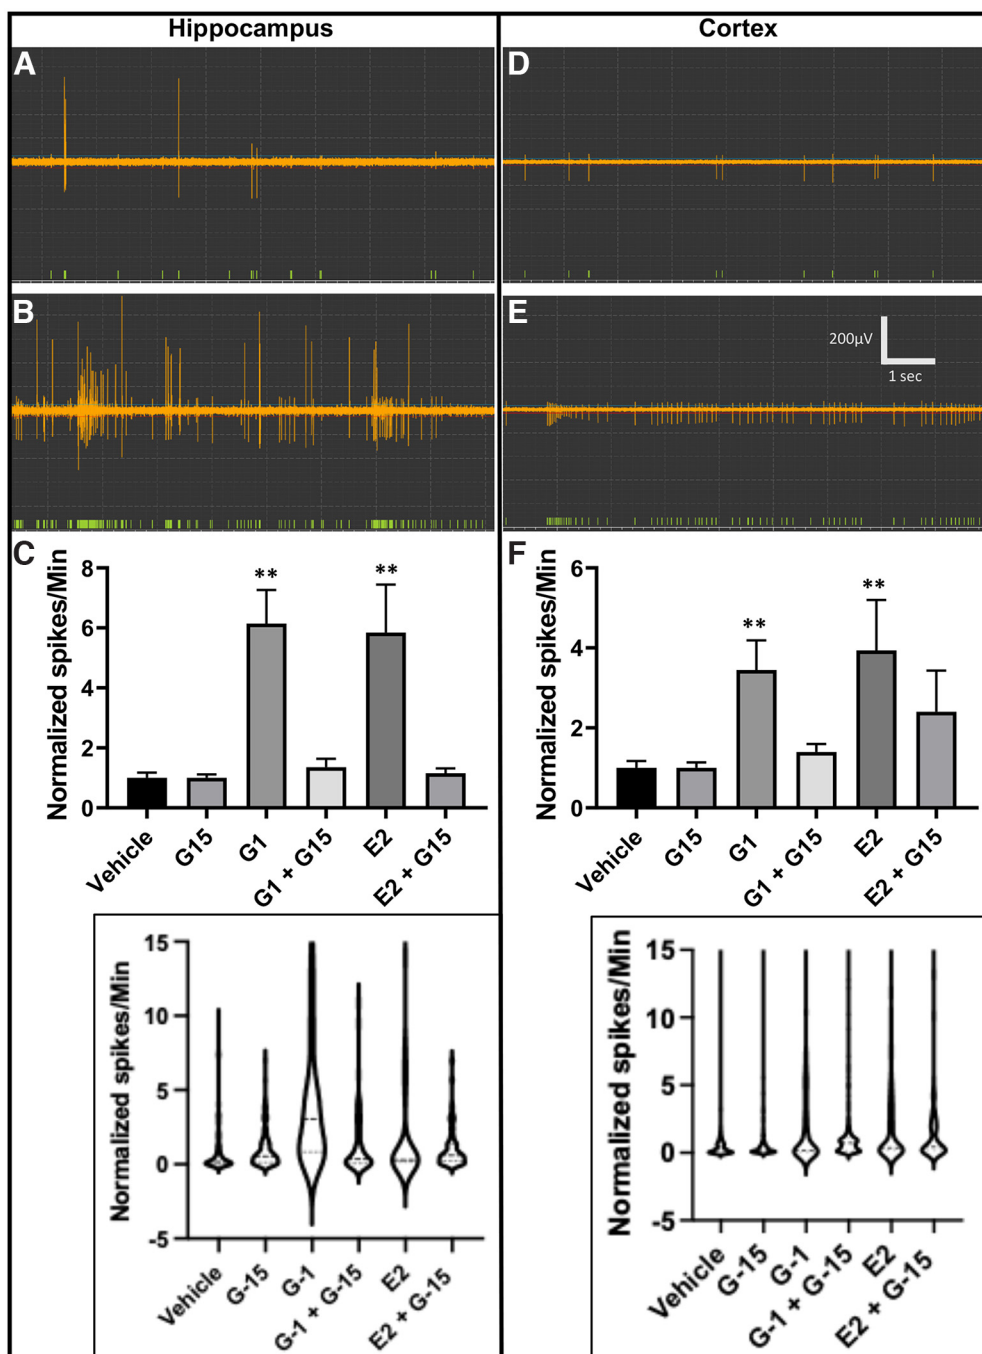 Hippocampus
Cortex
A
D
B
E
200µV
1 sec
C
Normalized spikes/Min
8
6
4
2
0
**
**
Vehicle
G15
G1
G1 + G15
E2
E2 + G15
F
Normalized spikes/Min
6
4
2
0
**
**
Vehicle
G15
G1
G1 + G15
E2
E2 + G15
Normalized spikes/Min
15
10
5
0
-5
Vehicle
G-15
G-1
G-1 + G-15
E2
E2 + G-15
Normalized spikes/Min
15
10
5
0
-5
Vehicle
G-15
G-1
G-1 + G-15
E2
E2 + G-15